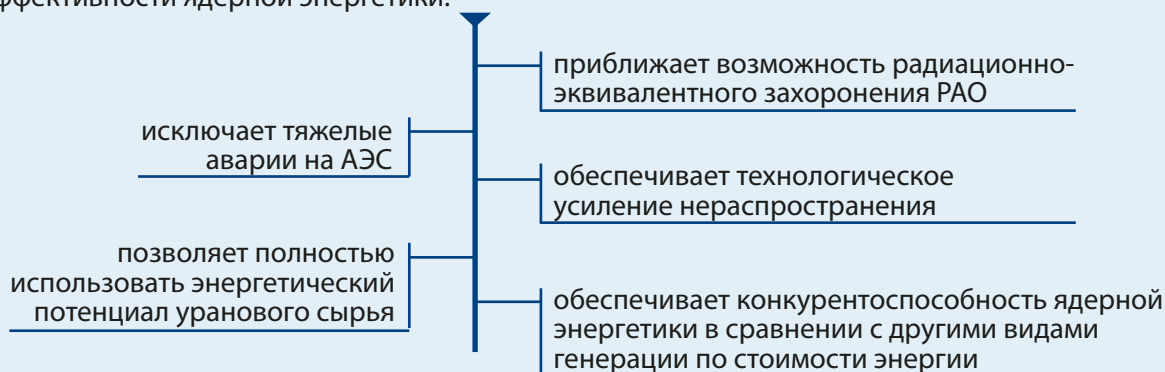 ффективности ядерной энергетики.
приближает возможность радиационно-
эквивалентного захоронения РАО
исключает тяжелые
аварии на АЭС
обеспечивает технологическое
усиление нераспространения
позволяет полностью
использовать энергетический
потенциал уранового сырья
обеспечивает конкурентоспособность ядерной
энергетики в сравнении с другими видами
генерации по стоимости энергии